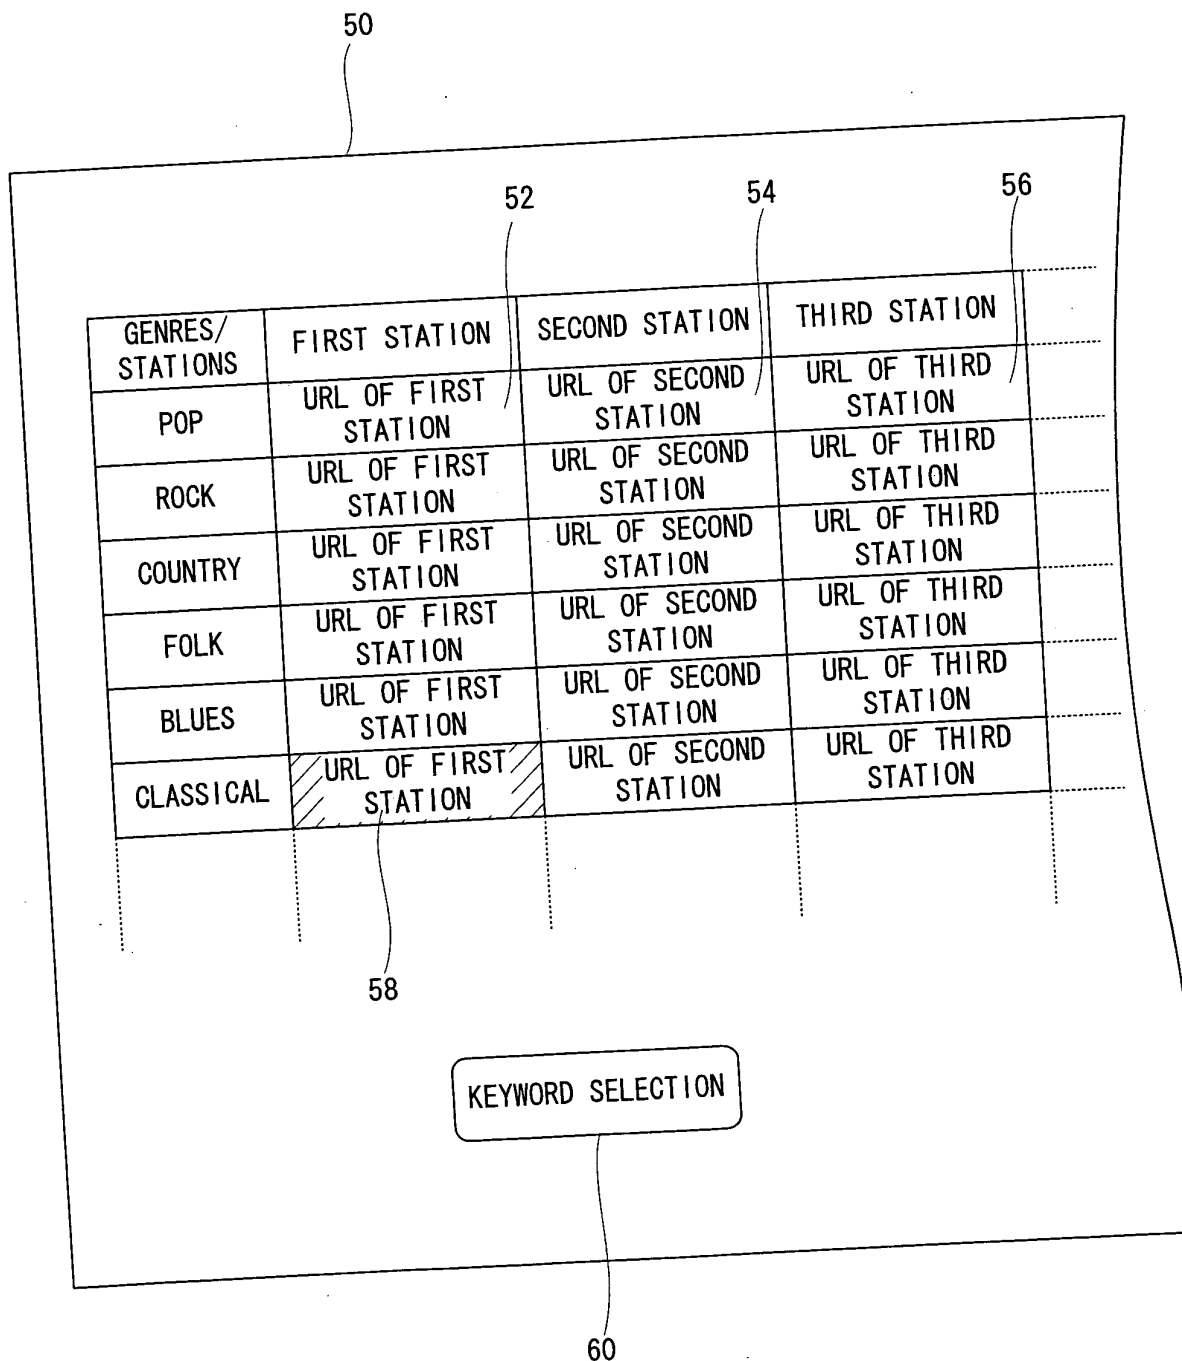 50
52
54
56
GENRES/
STATIONS
FIRST STATION
SECOND STATION
THIRD STATION
POP
URL OF FIRST
STATION
URL OF SECOND
STATION
URL OF THIRD
STATION
ROCK
URL OF FIRST
STATION
URL OF SECOND
STATION
URL OF THIRD
STATION
COUNTRY
URL OF FIRST
STATION
URL OF SECOND
STATION
URL OF THIRD
STATION
FOLK
URL OF FIRST
STATION
URL OF SECOND
STATION
URL OF THIRD
STATION
BLUES
URL OF FIRST
STATION
URL OF SECOND
STATION
URL OF THIRD
STATION
CLASSICAL
URL OF FIRST
STATION
URL OF SECOND
STATION
URL OF THIRD
STATION
58
KEYWORD SELECTION
60